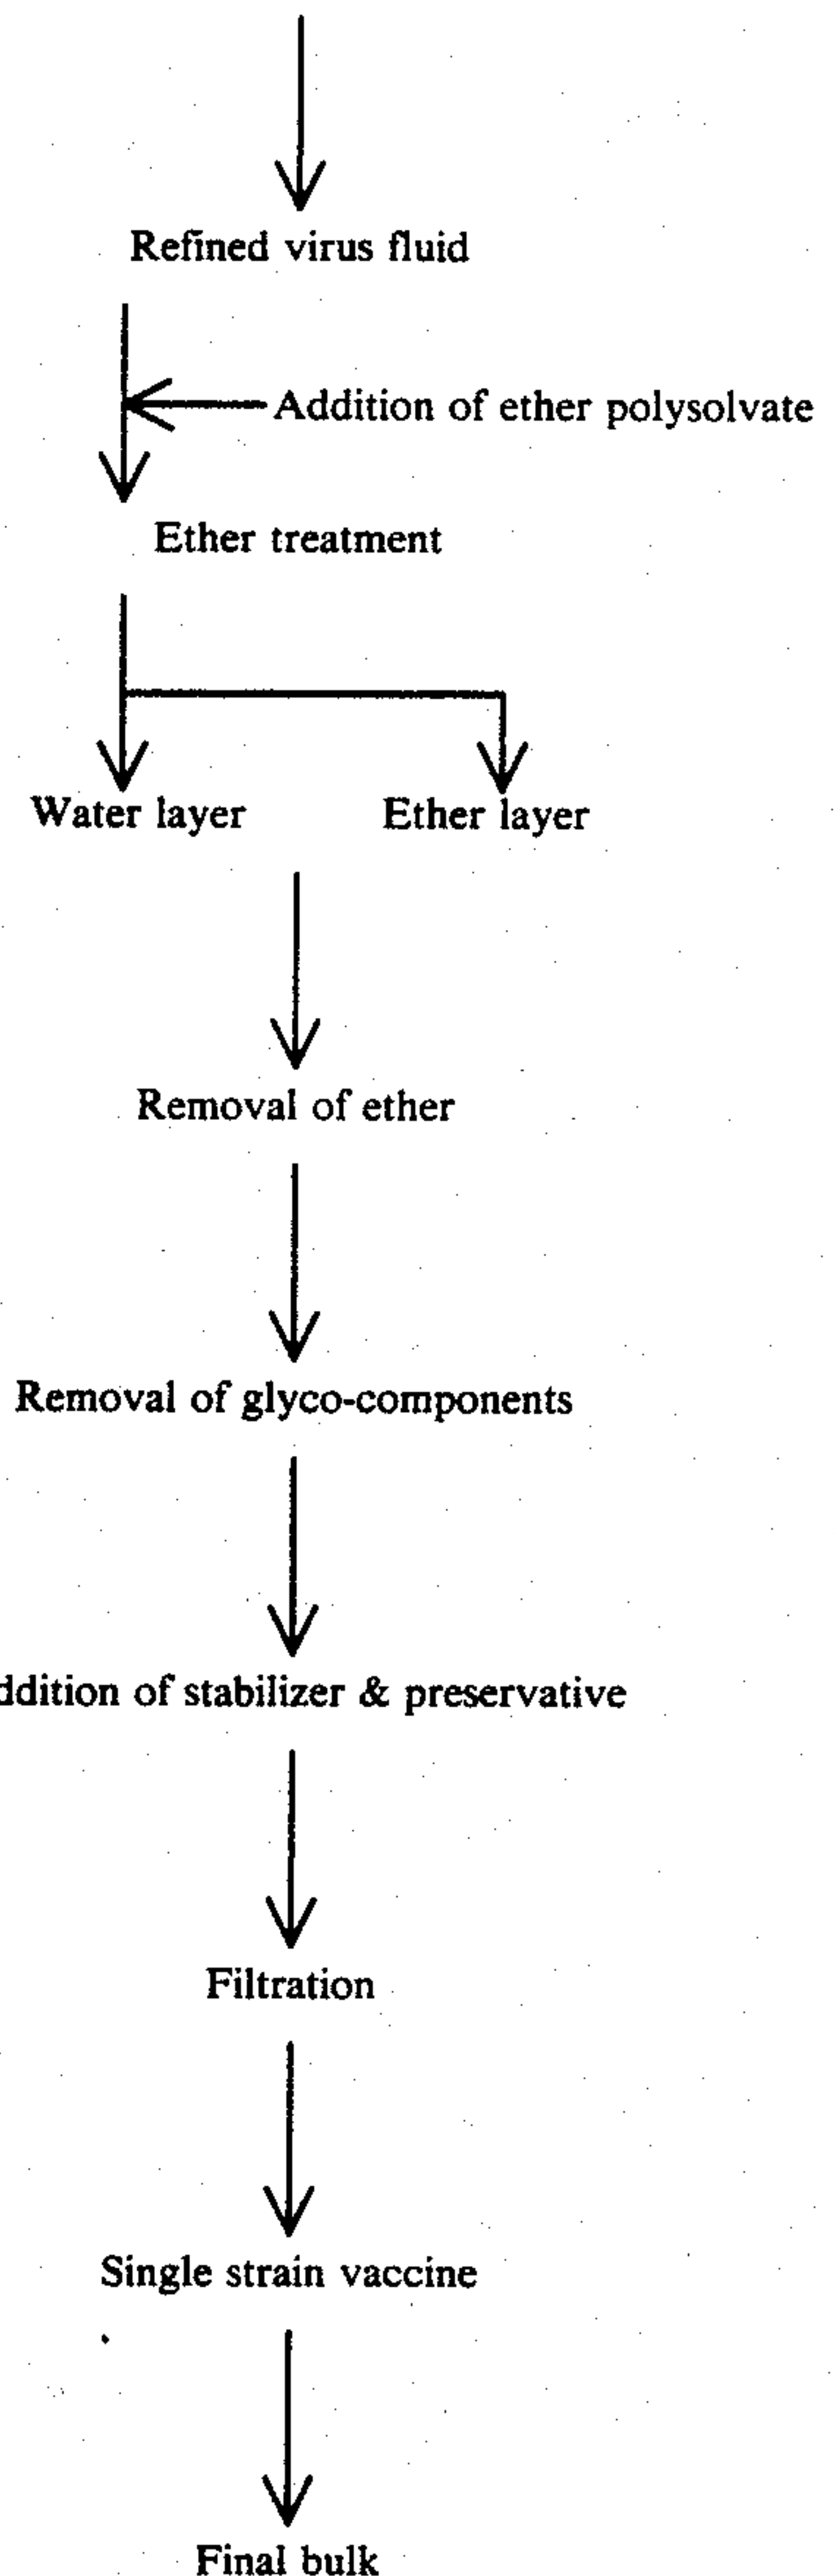 Refined virus fluid
Addition of ether polysolvate
Ether treatment
Water layer Ether layer
Removal of ether
Removal of glyco-components
ddition of stabilizer & preservative
Filtration
Single strain vaccine
Final bulk